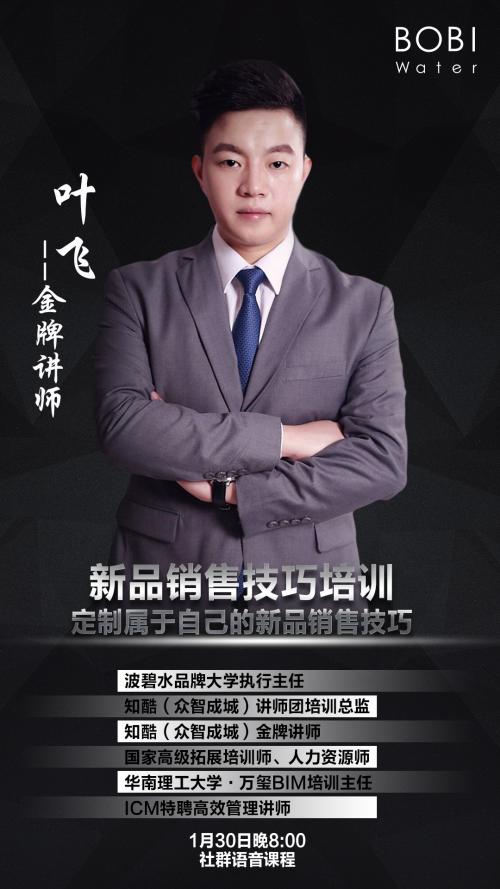 BOBI
Water
叶飞
——金牌讲师
新品销售技巧培训
定制属于自己的新品销售技巧
波碧水品牌大学执行主任
知酷（众智成城）讲师团培训总监
知酷（众智成城）金牌讲师
国家高级拓展培训师、人力资源师
华南理工大学·万玺BIM培训主任
ICM特聘高效管理讲师
1月30日晚8:00
社群语音课程